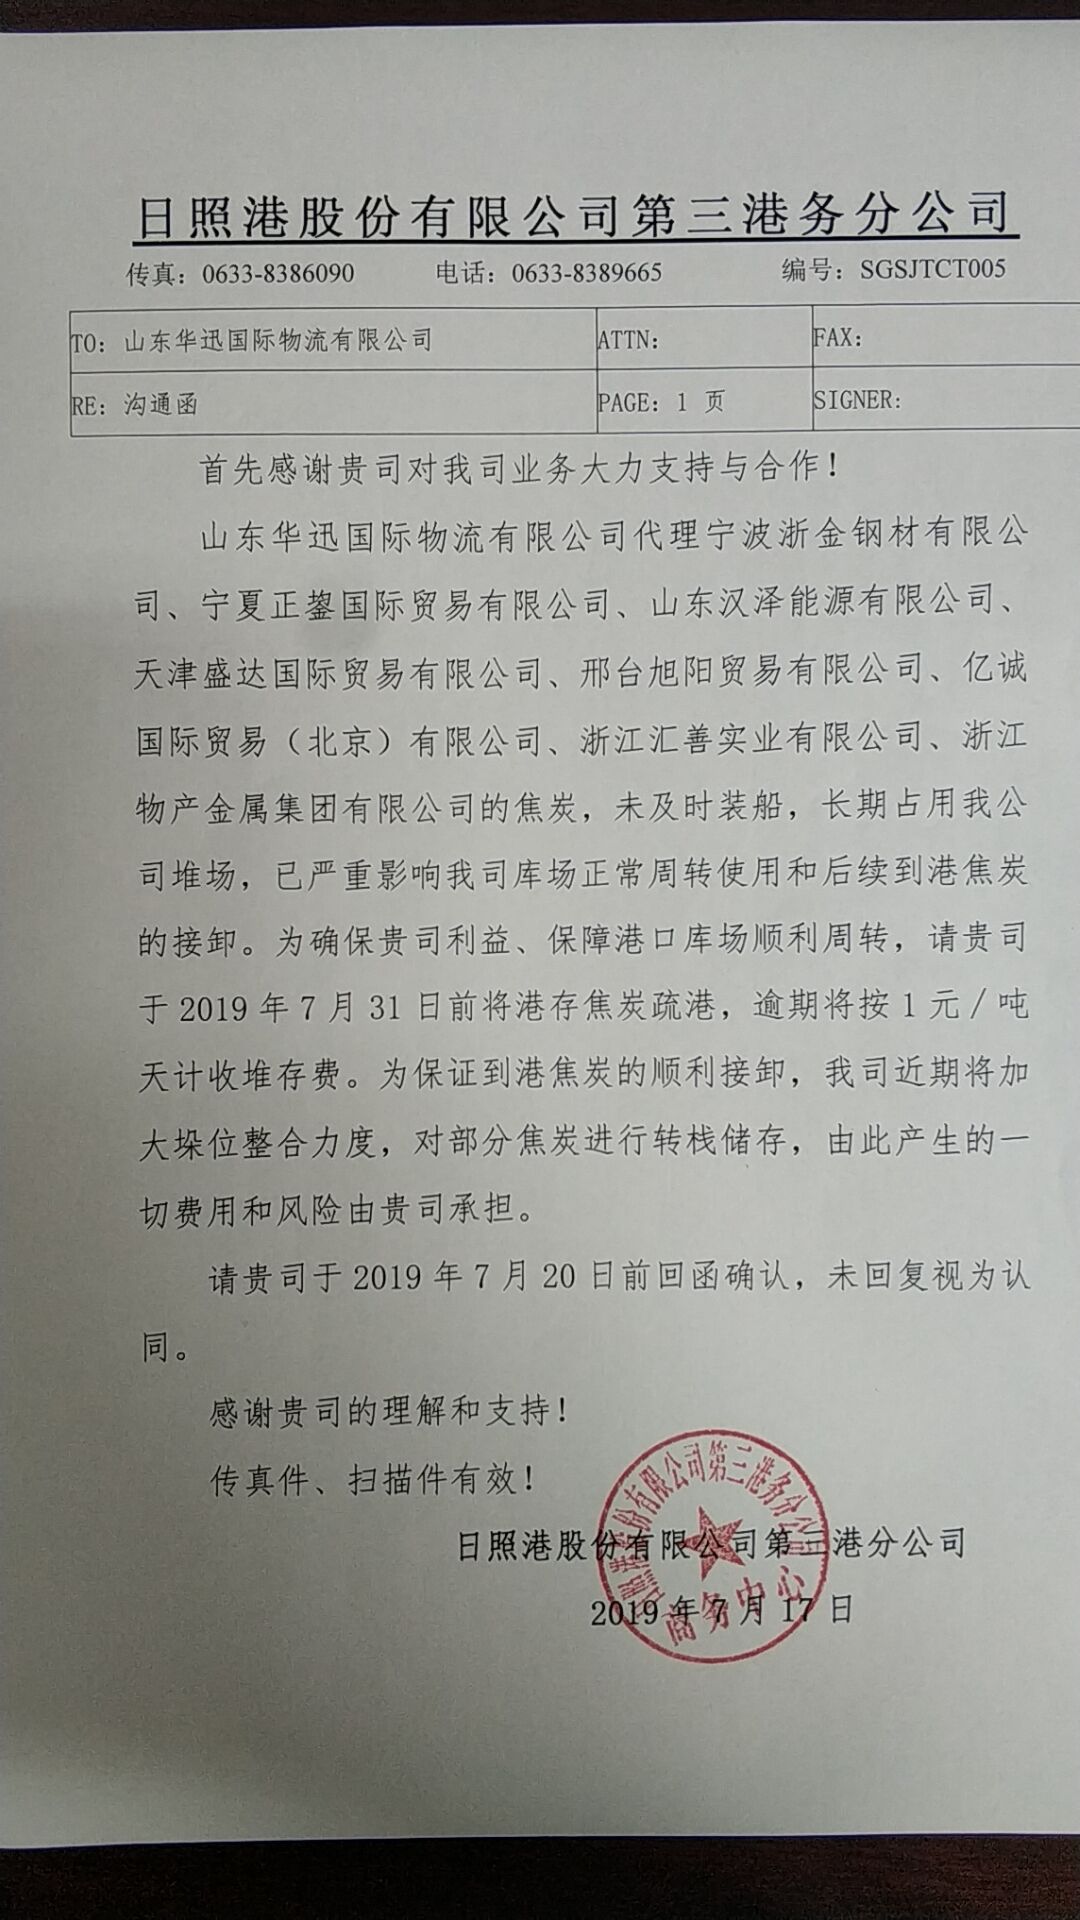 日照港股份有限公司第三港务分公司
传真：0633-8386090 电话：0633-8389665 编号：SGSJTCT005
TO：山东华迅国际物流有限公司 ATTN: FAX:
RE：沟通函 PAGE：1 页 SIGNER:
首先感谢贵司对我司业务大力支持与合作！
山东华迅国际物流有限公司代理宁波浙金钢材有限公
司、宁夏正鋆国际贸易有限公司、山东汉泽能源有限公司、
天津盛达国际贸易有限公司、邢台旭阳贸易有限公司、亿诚
国际贸易（北京）有限公司、浙江汇善实业有限公司、浙江
物产金属集团有限公司的焦炭，未及时装船，长期占用我公
司堆场，已严重影响我司库场正常周转使用和后续到港焦炭
的接卸。为确保贵司利益、保障港口库场顺利周转，请贵司
于 2019 年 7 月 31 日前将港存焦炭疏港，逾期将按 1 元／吨
天计收堆存费。为保证到港焦炭的顺利接卸，我司近期将加
大垛位整合力度，对部分焦炭进行转栈储存，由此产生的一
切费用和风险由贵司承担。
请贵司于 2019 年 7 月 20 日前回函确认，未回复视为认
同。
感谢贵司的理解和支持！
传真件、扫描件有效！
日照港股份有限公司第三港分公司
2019 年 7 月 17 日
日照港股份有限公司第三港务分公司
商务中心